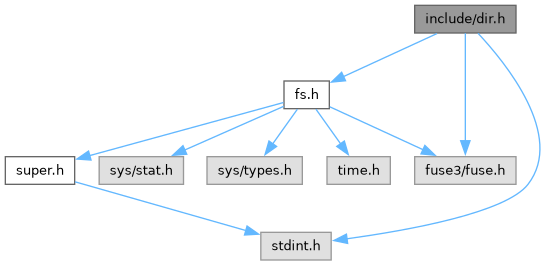 include/dir.h
fs.h
super.h
sys/stat.h
sys/types.h
time.h
fuse3/fuse.h
stdint.h